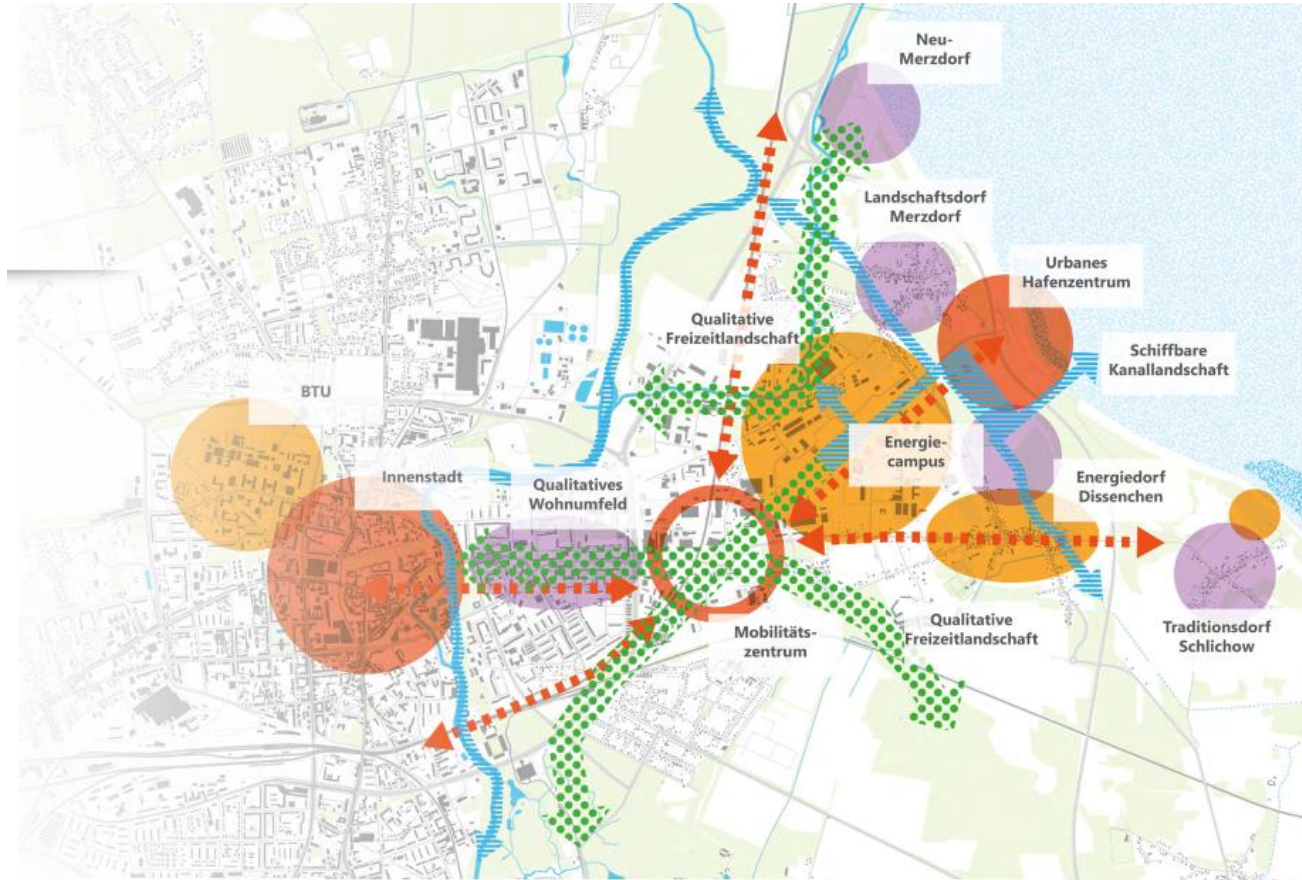 Neu-
Merzdorf
Landschaftsdorf
Merzdorf
Urbanes
Hafenzentrum
Qualitative
Freizeitlandschaft
Schiffbare
Kanallandschaft
BTU
Energie-
campus
Innenstadt
Qualitatives
Wohnumfeld
Energiedorf
Dissenchen
Mobilitäts-
zentrum
Qualitative
Freizeitlandschaft
Traditionsdorf
Schlichow